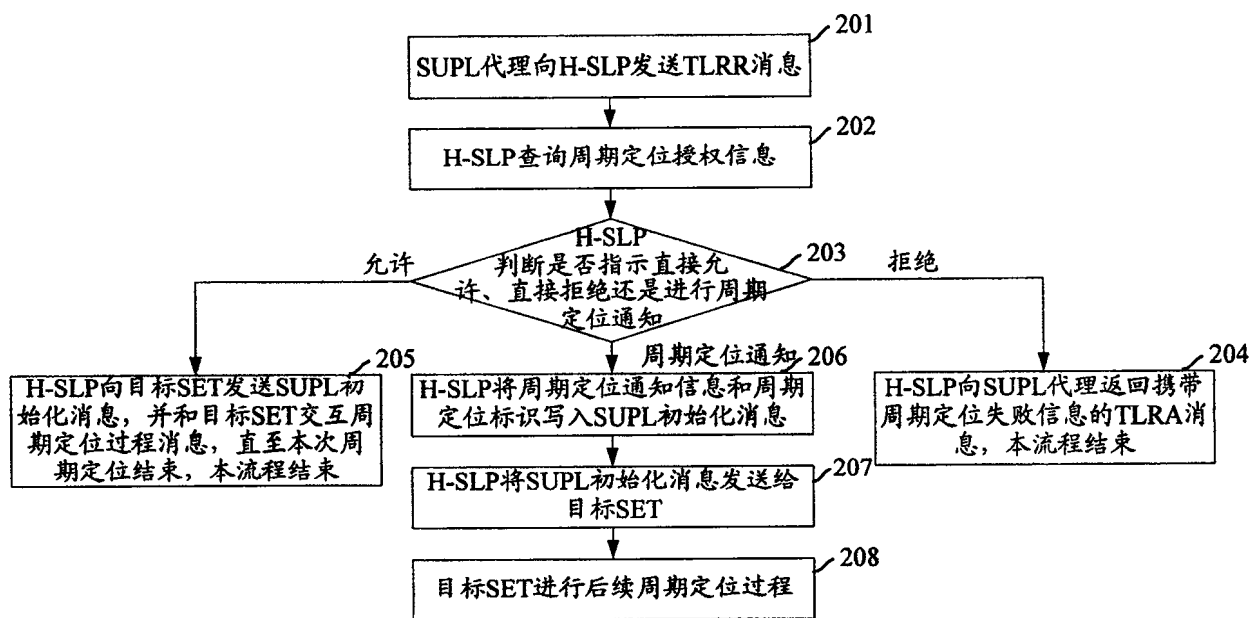 201
SUPL代理向H-SLP发送TLRR消息
202
H-SLP查询周期定位授权信息
H-SLP
203
判断是否指示直接允
许、直接拒绝还是进行周期
定位通知
允许
拒绝
周期定位通知
205
H-SLP向目标SET发送SUPL初
始化消息，并和目标SET交互周
期定位过程消息，直至本次周
期定位结束，本流程结束
206
H-SLP将周期定位通知信息和周期
定位标识写入SUPL初始化消息
204
H-SLP向SUPL代理返回携带
周期定位失败信息的TLRA消
息，本流程结束
207
H-SLP将SUPL初始化消息发送给
目标SET
208
目标SET进行后续周期定位过程